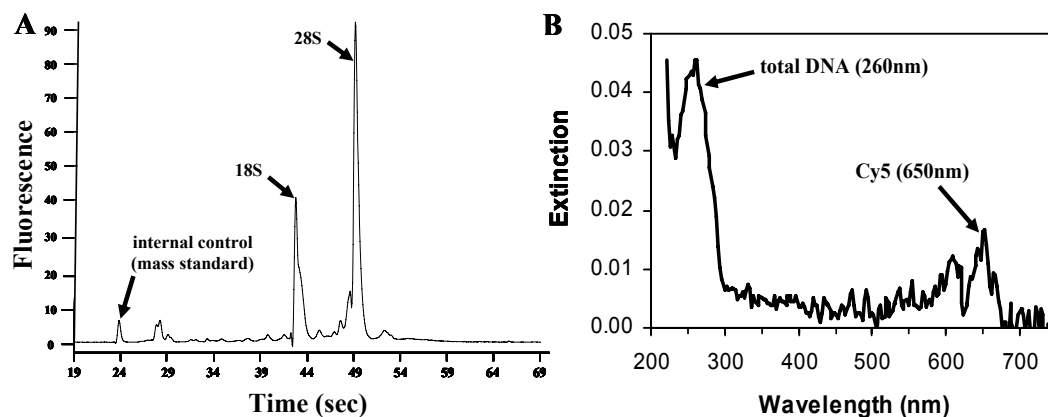 A
Fluorescence
90
80
70
60
50
40
30
20
10
0
28S
18S
internal control
(mass standard)
19 24 29 34 39 44 49 54 59 64 69
Time (sec)
B
Extinction
0.05
0.04
0.03
0.02
0.01
0.00
total DNA (260nm)
Cy5 (650nm)
200 300 400 500 600 700
Wavelength (nm)